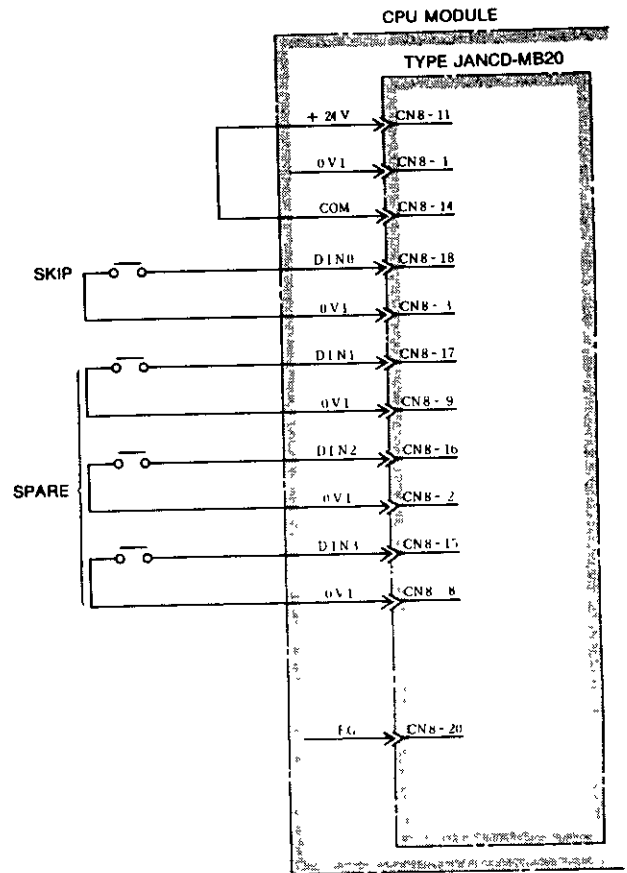 CPU MODULE
TYPE JANCD-MB20
+ 24V CN8-11
0V1 CN8-1
COM CN8-14
SKIP DIN0 CN8-18
0V1 CN8-3
DIN1 CN8-17
0V1 CN8-9
DIN2 CN8-16
SPARE 0V1 CN8-2
DIN3 CN8-15
0V1 CN8 8
CN8-20